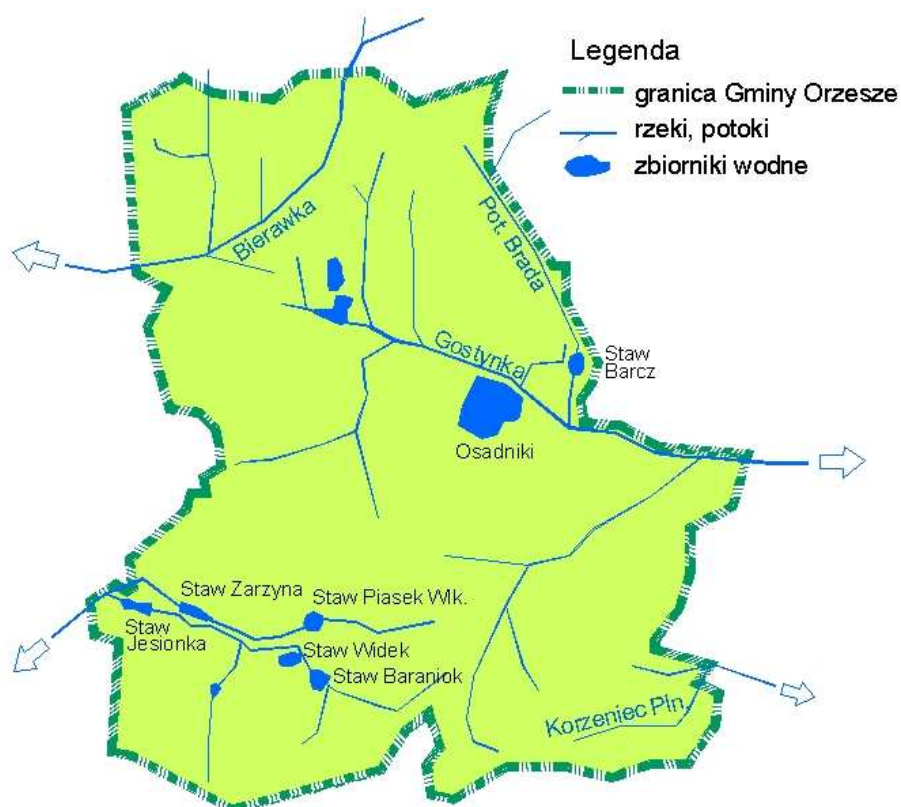 Legenda
granica Gminy Orzesze
rzeki, potoki
zbiorniki wodne
Bierawka
Pot. Brada
Gostynka
Staw
Barcz
Osadniki
Staw Zarzyna
Staw Piasek Wlk.
Staw
Jesionka
Staw Widek
Staw Baraniok
Korzeniec Płn.